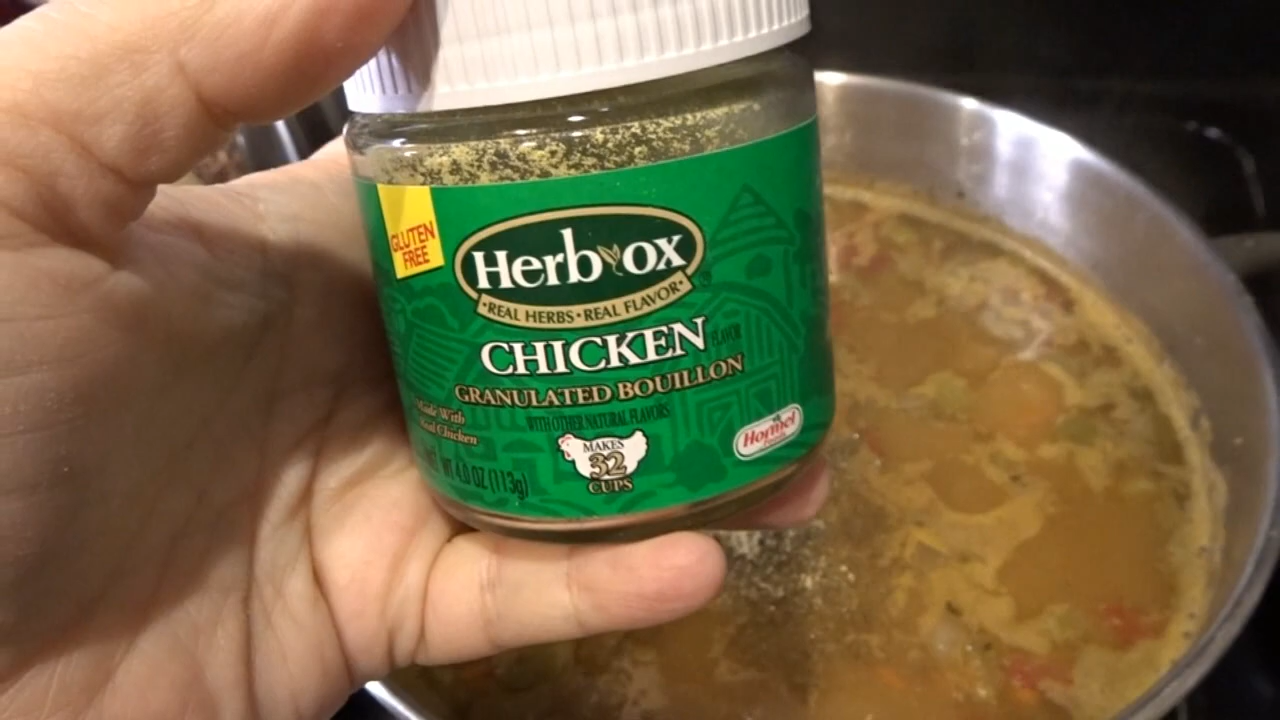 GLUTEN
FREE
Herb ox
•REAL HERBS•REAL FLAVOR•
CHICKEN FLAVOR
GRANULATED BOUILLON
WITH OTHER NATURAL FLAVORS
Made With
Real Chicken
MAKES
32
CUPS
Hormel
Foods
NET WT 4.0 OZ (113g)